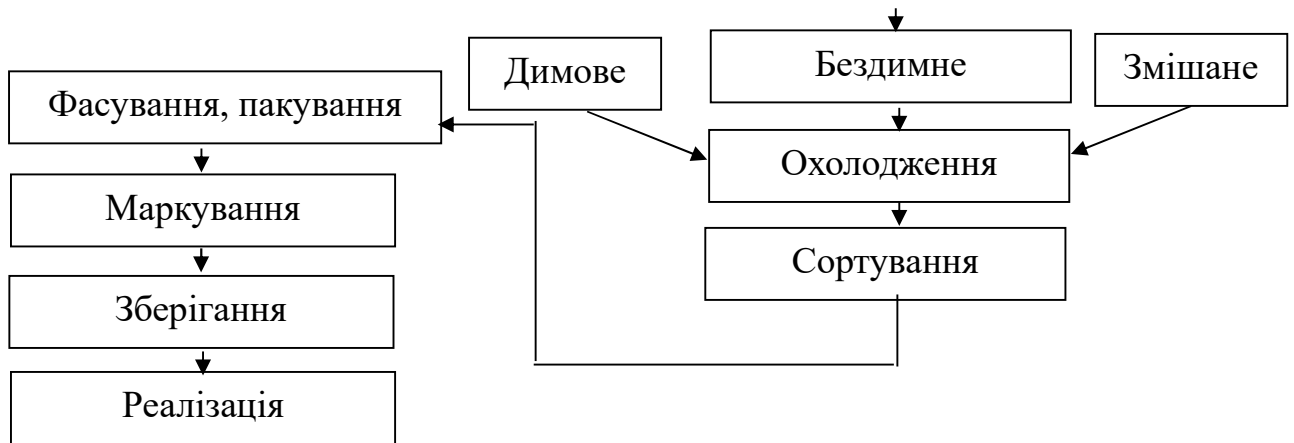 Димове
Бездимне
Змішане
Охолодження
Сортування
Фасування, пакування
Маркування
Зберігання
Реалізація